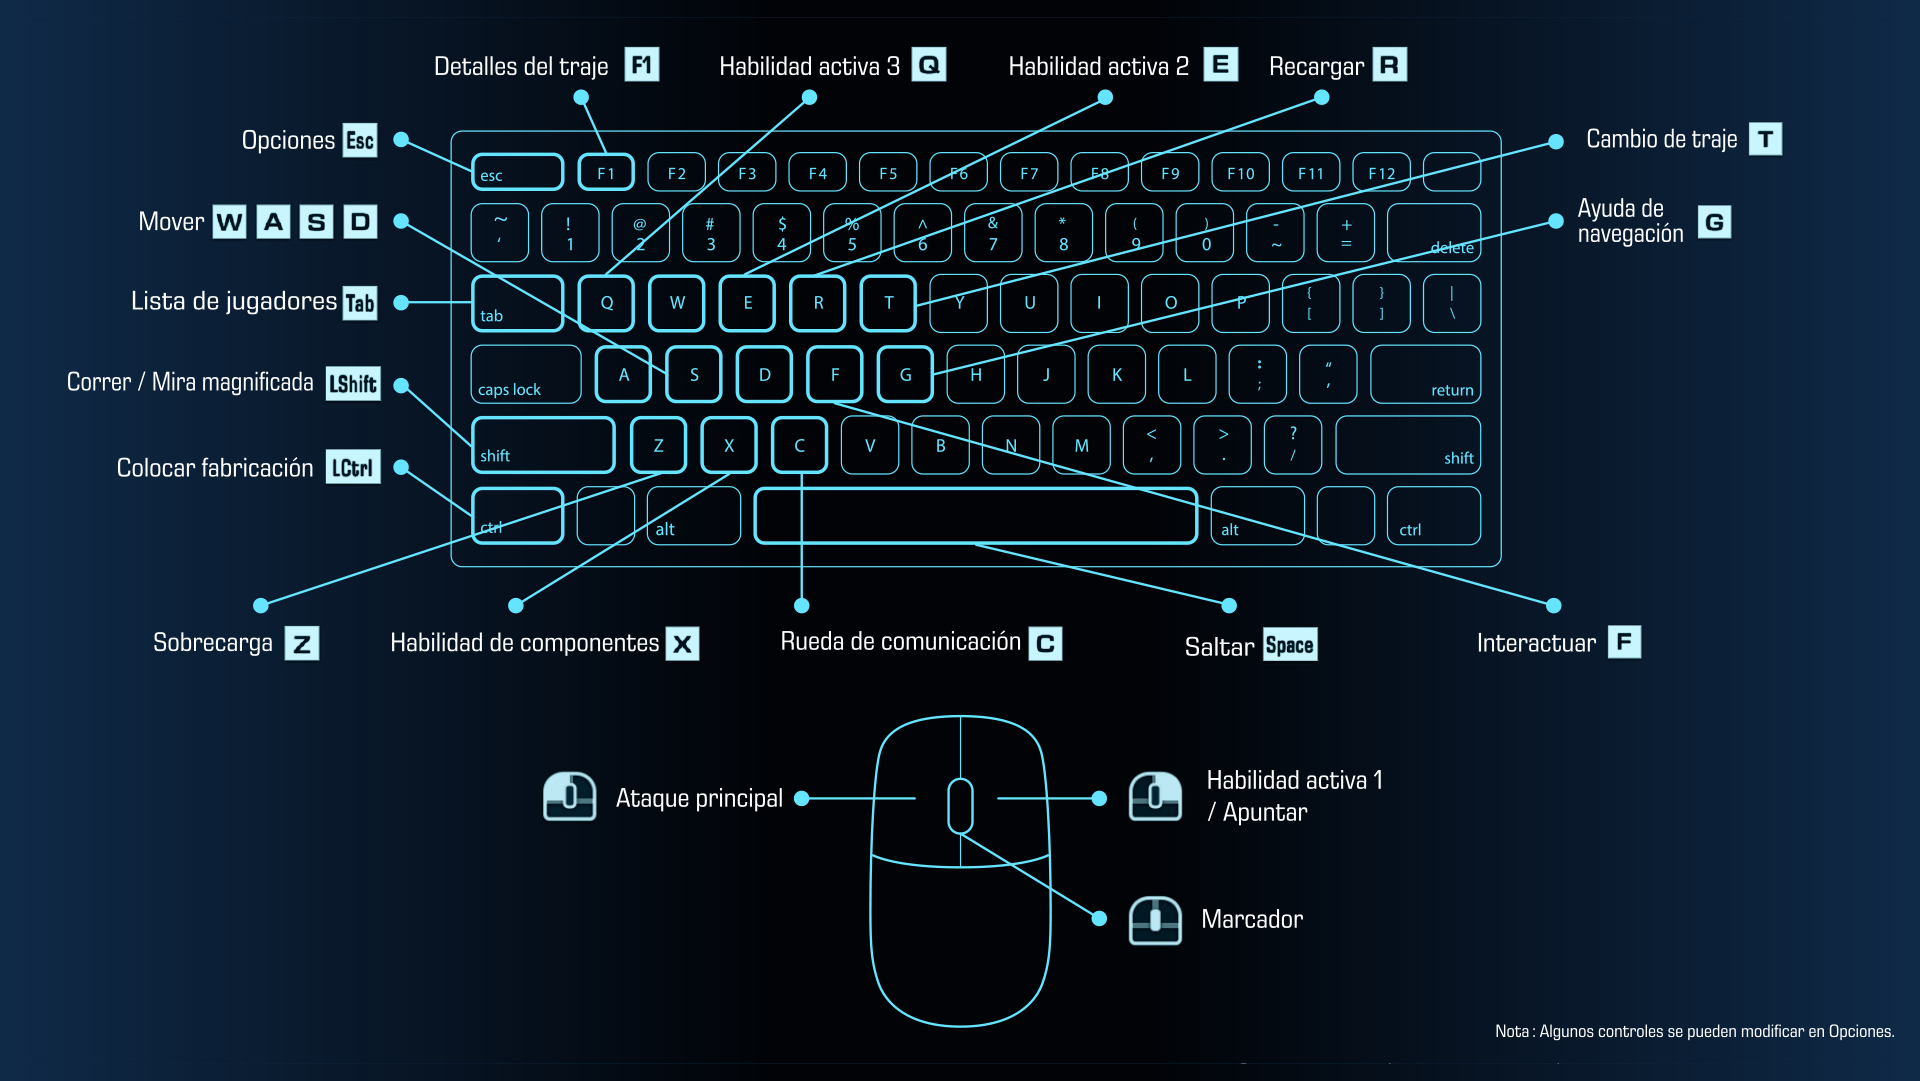 Detalles del traje F1
Habilidad activa 3 Q
Habilidad activa 2 E
Recargar R
Opciones Esc
Cambio de traje T
Mover W A S D
Ayuda de
navegación G
Lista de jugadores Tab
Correr / Mira magnificada LShift
Colocar fabricación LCtrl
esc F1 F2 F3 F4 F5 F6 F7 F8 F9 F10 F11 F12
~ ! @ # $ % ^ & * ( ) - +
‘ 1 2 3 4 5 6 7 8 9 0 ~ = delete
tab Q W E R T Y U I O P { [ } ] | \
caps lock A S D F G H J K L : ; “ , return
shift Z X C V B N M < , > . ? / shift
ctrl alt alt ctrl
Sobrecarga Z
Habilidad de componentes X
Rueda de comunicación C
Saltar Space
Interactuar F
Ataque principal
Habilidad activa 1
/ Apuntar
Marcador
Nota : Algunos controles se pueden modificar en Opciones.